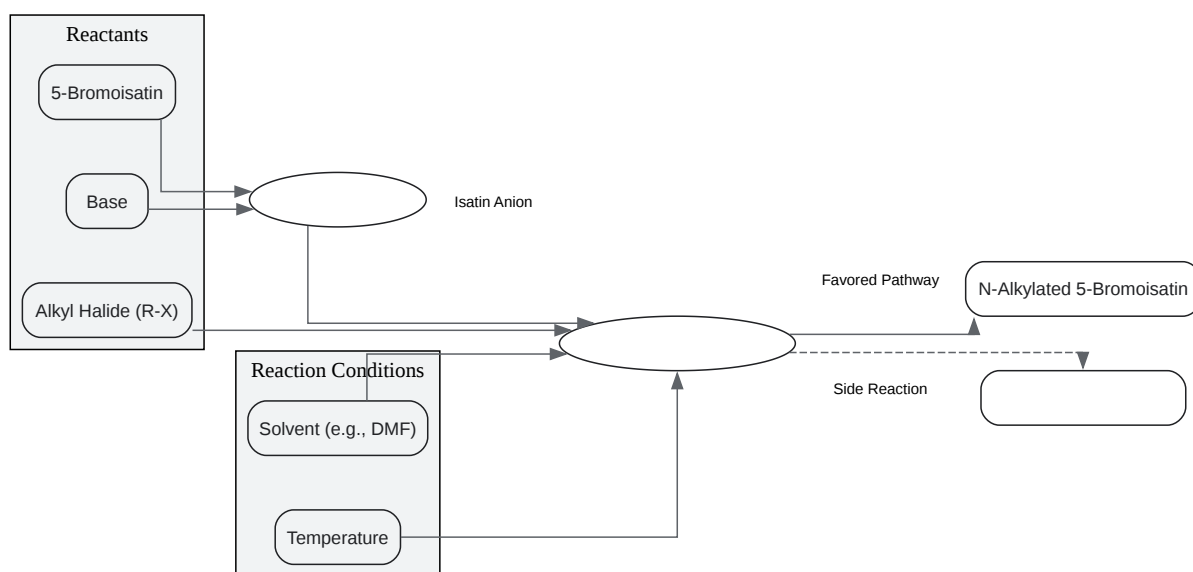 Reactants
5-Bromoisatin
Base
Alkyl Halide (R-X)
Isatin Anion
Reaction Conditions
Solvent (e.g., DMF)
Temperature
Favored Pathway
N-Alkylated 5-Bromoisatin
Side Reaction